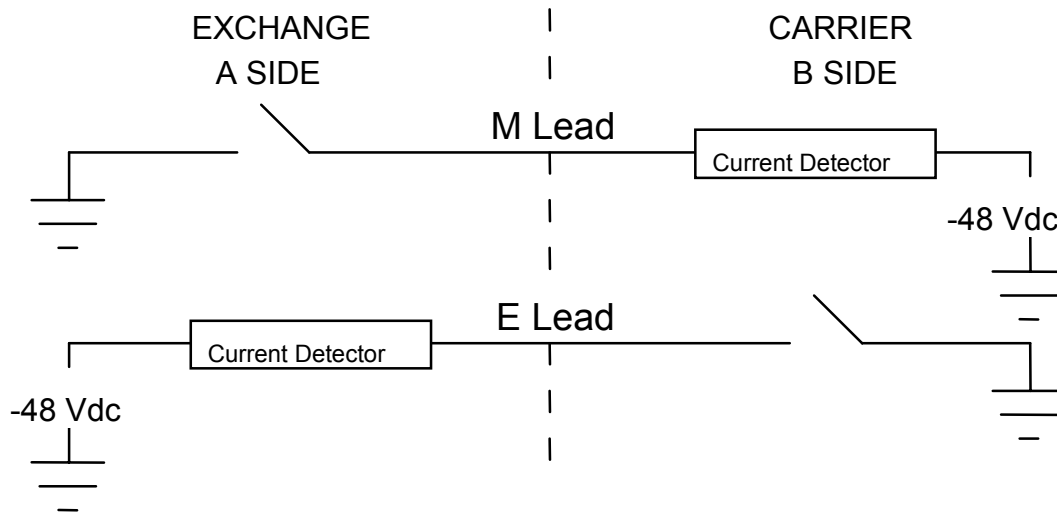 EXCHANGE
A SIDE
CARRIER
B SIDE
M Lead
Current Detector
-48 Vdc
E Lead
Current Detector
-48 Vdc